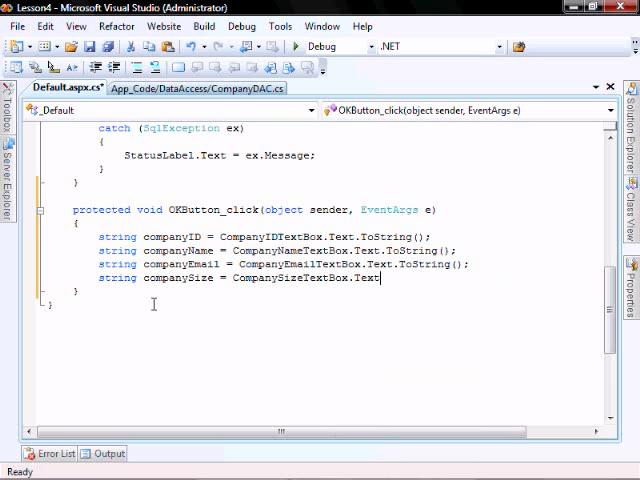 Lesson4 - Microsoft Visual Studio (Administrator)
File Edit View Refactor Website Build Debug Tools Test Window Help
Debug .NET
Default.aspx.cs* App_Code/DataAccess/CompanyDAC.cs
_Default OKButton_click(object sender, EventArgs e)
catch (SqlException ex)
{
StatusLabel.Text = ex.Message;
}
}
protected void OKButton_click(object sender, EventArgs e)
{
string companyID = CompanyIDTextBox.Text.ToString();
string companyName = CompanyNameTextBox.Text.ToString();
string companyEmail = CompanyEmailTextBox.Text.ToString();
string companySize = CompanySizeTextBox.Text
}
}
Toolbox
Server Explorer
Solution Explorer
Class View
Properties
Error List Output
Ready